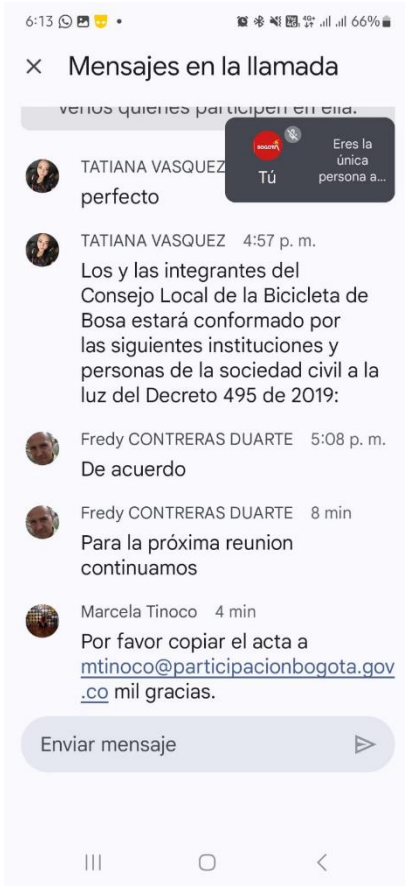 6:13 66%
Mensajes en la llamada
verlos quienes participen en ella.
BOGOTÁ
Tú
Eres la
única
persona a...
TATIANA VASQUEZ
perfecto
TATIANA VASQUEZ 4:57 p. m.
Los y las integrantes del
Consejo Local de la Bicicleta de
Bosa estará conformado por
las siguientes instituciones y
personas de la sociedad civil a la
luz del Decreto 495 de 2019:
Fredy CONTRERAS DUARTE 5:08 p. m.
De acuerdo
Fredy CONTRERAS DUARTE 8 min
Para la próxima reunion
continuamos
Marcela Tinoco 4 min
Por favor copiar el acta a
mtinoco@participacionbogota.gov
.co mil gracias.
Enviar mensaje